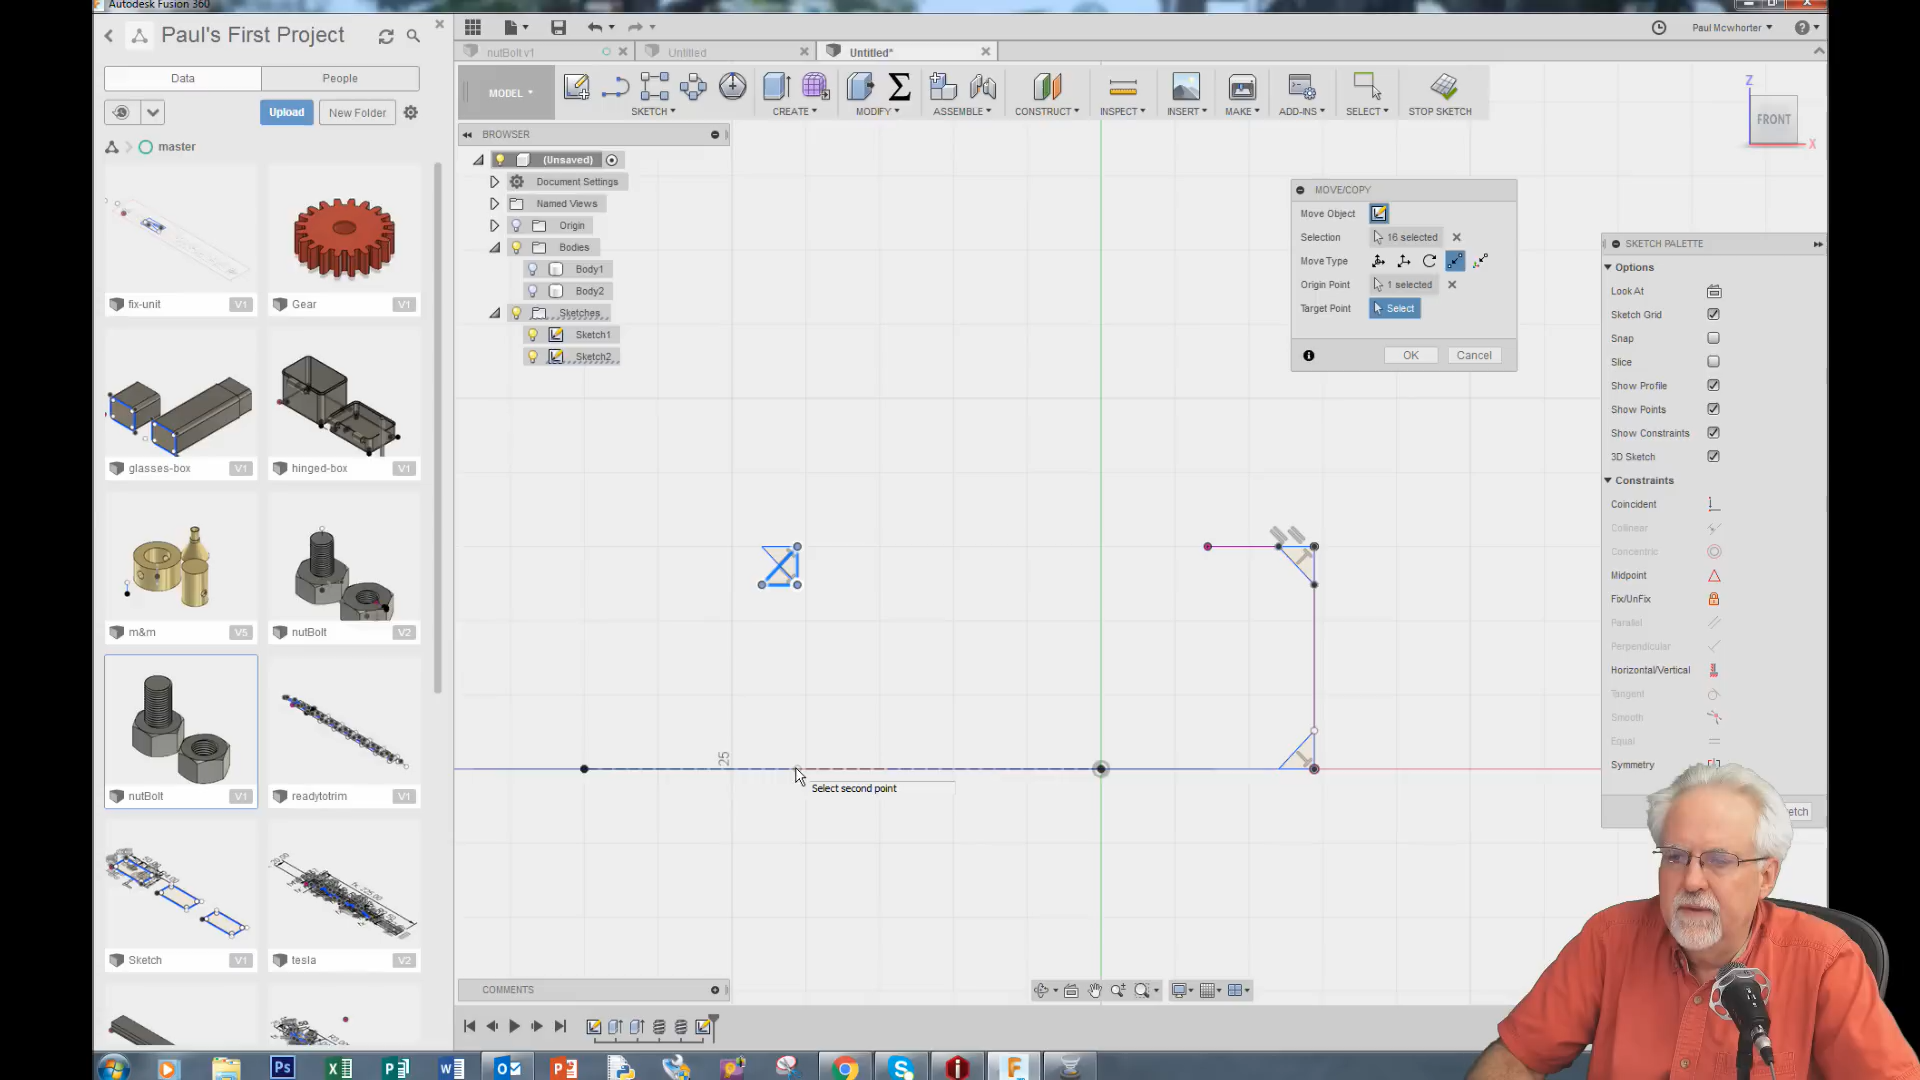 Autodesk Fusion 360
Paul's First Project
Data
People
Upload
New Folder
master
fix-unit
V1
Gear
V1
glasses-box
V1
hinged-box
V1
m&m
V5
nutBolt
V2
nutBolt
V1
readytotrim
V1
Sketch
V1
tesla
V2
Paul Mcwhorter
nutBolt v1
Untitled
Untitled*
MODEL
SKETCH
CREATE
MODIFY
ASSEMBLE
CONSTRUCT
INSPECT
INSERT
MAKE
ADD-INS
SELECT
STOP SKETCH
BROWSER
(Unsaved)
Document Settings
Named Views
Origin
Bodies
Body1
Body2
Sketches
Sketch1
Sketch2
Z
FRONT
X
MOVE/COPY
Move Object
Selection
16 selected
Move Type
Origin Point
1 selected
Target Point
Select
OK
Cancel
SKETCH PALETTE
Options
Look At
Sketch Grid
Snap
Slice
Show Profile
Show Points
Show Constraints
3D Sketch
Constraints
Coincident
Collinear
Concentric
Midpoint
Fix/UnFix
Parallel
Perpendicular
Horizontal/Vertical
Tangent
Smooth
Equal
Symmetry
etch
25
Select second point
COMMENTS
Ps